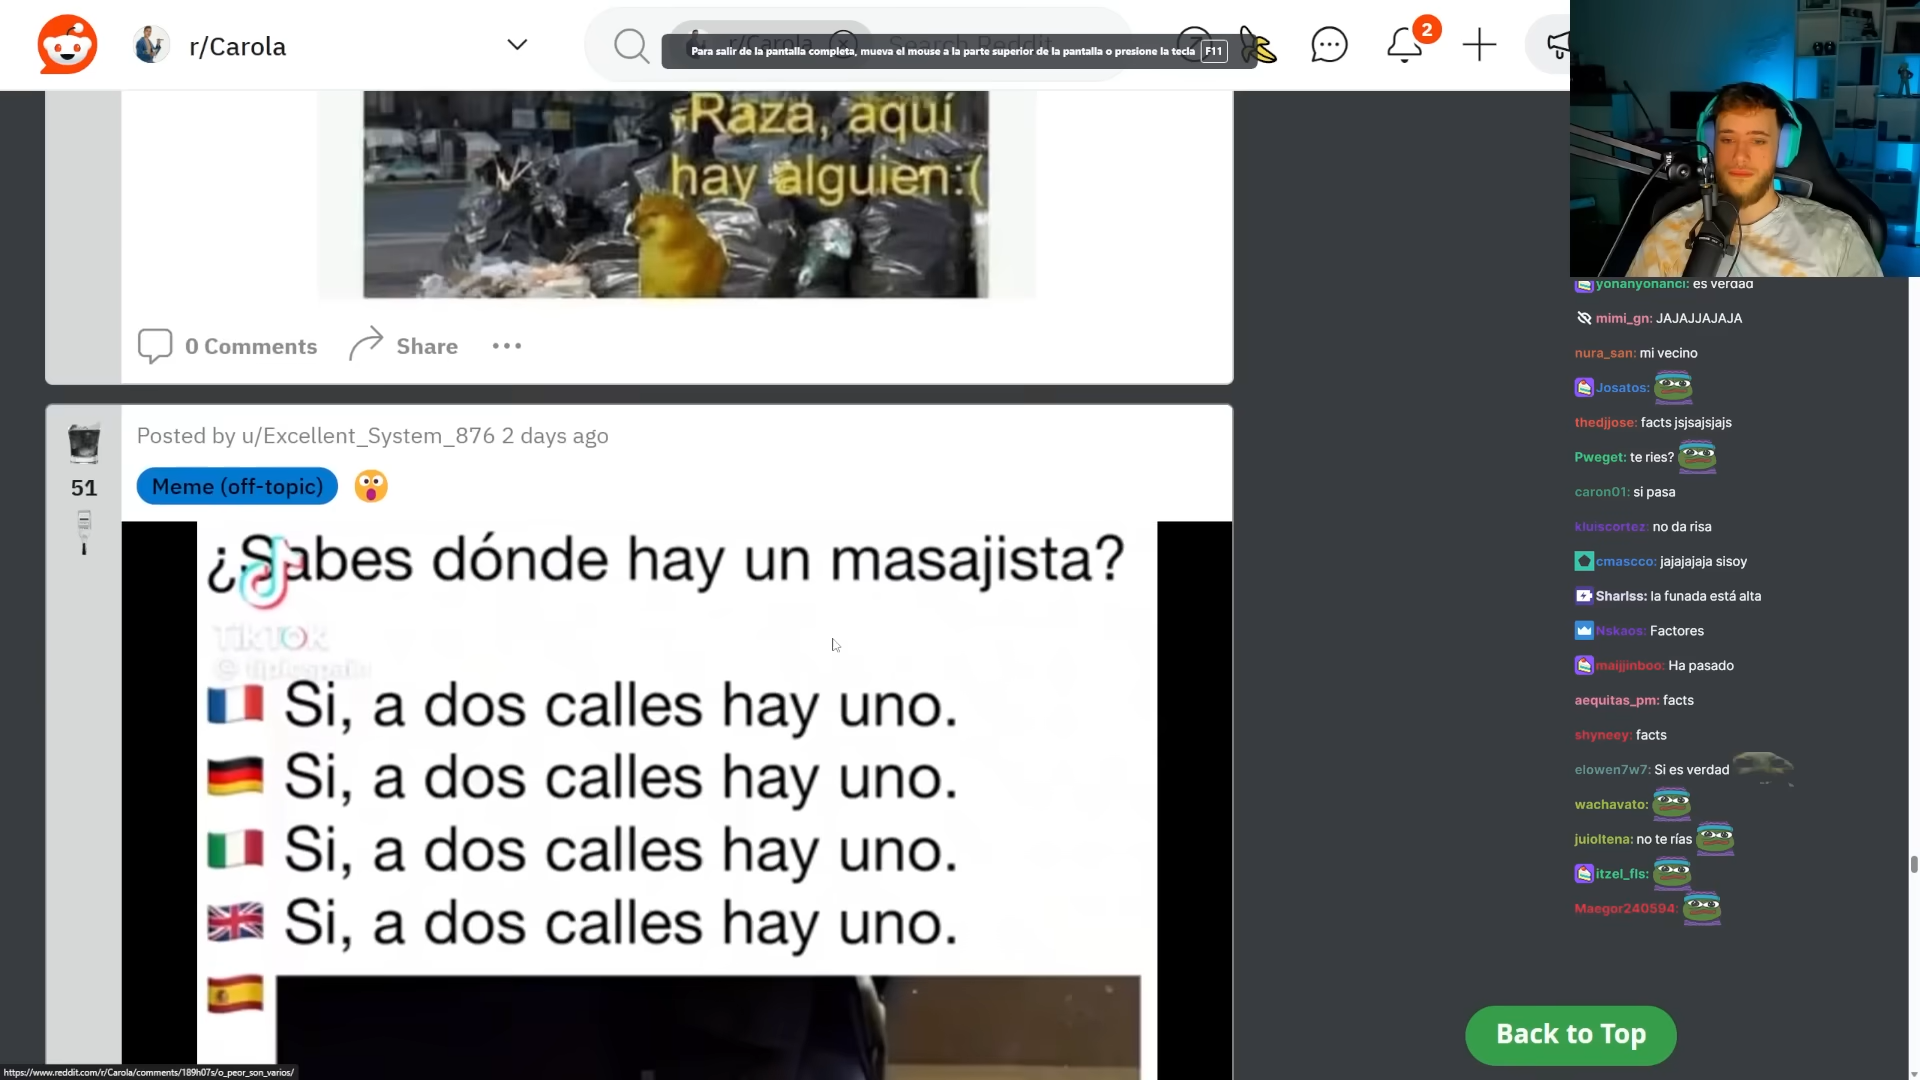 r/Carola
r/Carola
Search Reddit
Para salir de la pantalla completa, mueva el mouse a la parte superior de la pantalla o presione la tecla F11
2
-Raza, aquí
hay alguien:(
0 Comments
Share
51
Posted by u/Excellent_System_876 2 days ago
Meme (off-topic)
¿Sabes dónde hay un masajista?
TikTok
Si, a dos calles hay uno.
Si, a dos calles hay uno.
Si, a dos calles hay uno.
Si, a dos calles hay uno.
yonanyonanci: es verdad
mimi_gn: JAJAJJAJAJA
nura_san: mi vecino
Josatos:
thedjjose: facts jsjsajsjajs
Pweget: te ries?
caron01: si pasa
kluiscortez: no da risa
cmascco: jajajajaja sisoy
Sharlss: la funada está alta
Nskaos: Factores
maijjinboo: Ha pasado
aequitas_pm: facts
shyneey: facts
elowen7w7: Si es verdad
wachavato:
juioltena: no te rías
itzel_fls:
Maegor240594:
Back to Top
https://www.reddit.com/r/Carola/comments/189h07s/o_peor_son_varios/